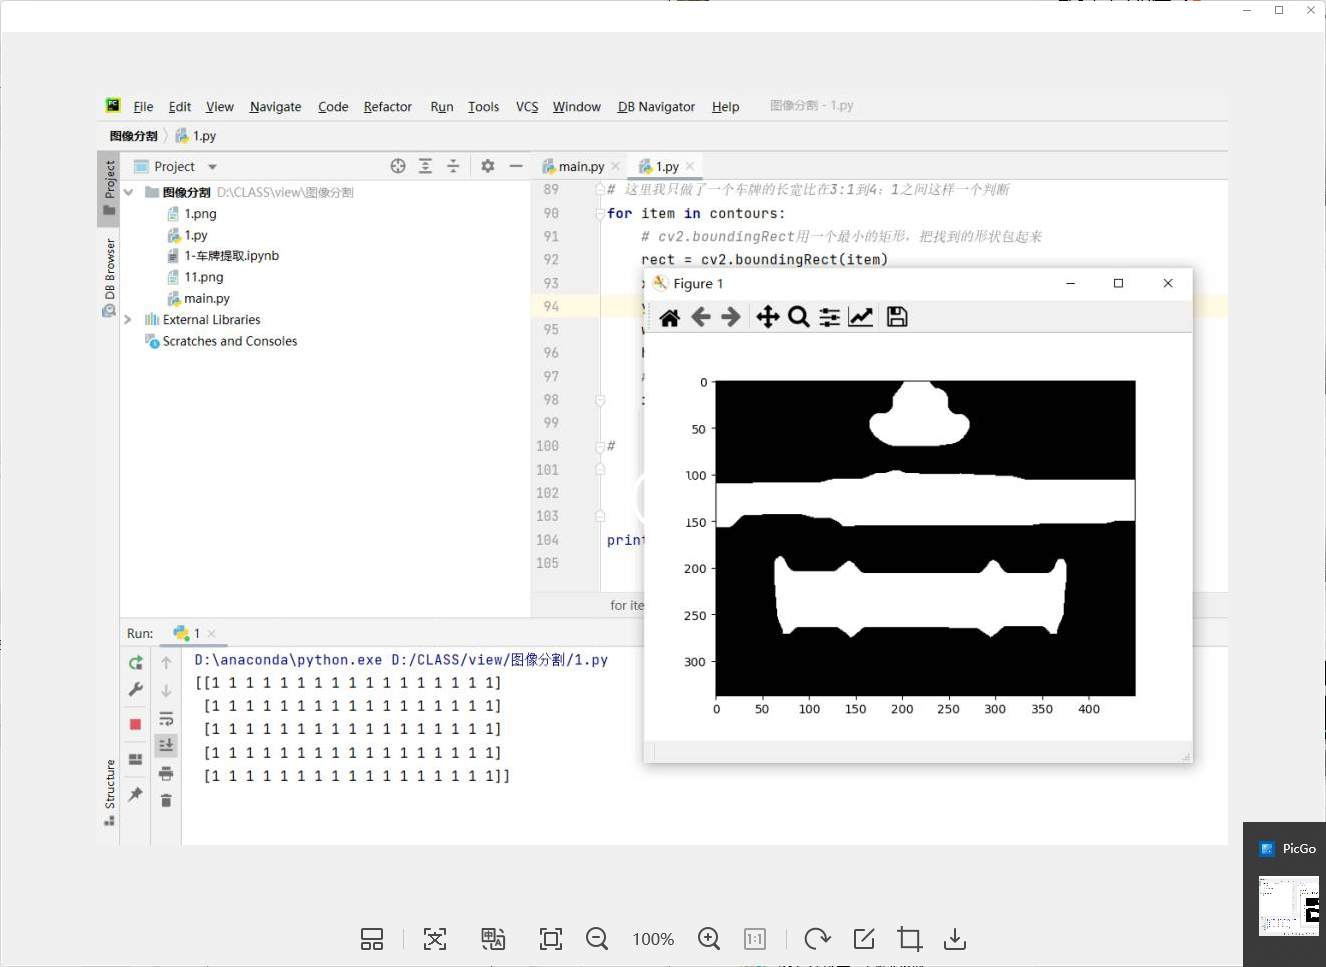 File Edit View Navigate Code Refactor Run Tools VCS Window DB Navigator Help 图像分割 - 1.py
图像分割 1.py
Project
Project
main.py
1.py
图像分割 D:\CLASS\view\图像分割
1.png
1.py
1-车牌提取.ipynb
11.png
main.py
External Libraries
Scratches and Consoles
DB Browser
89 # 这里我只做了一个车牌的长宽比在3:1到4：1之间这样一个判断
90 for item in contours:
91 # cv2.boundingRect用一个最小的矩形，把找到的形状包起来
92 rect = cv2.boundingRect(item)
93
94
95
96
97 #
98
99
100 #
101
102
103
104 print
105
for ite
Figure 1
0
50
100
150
200
250
300
0 50 100 150 200 250 300 350 400
Run: 1
D:\anaconda\python.exe D:/CLASS/view/图像分割/1.py
[[1 1 1 1 1 1 1 1 1 1 1 1 1 1 1 1 1]
[1 1 1 1 1 1 1 1 1 1 1 1 1 1 1 1 1]
[1 1 1 1 1 1 1 1 1 1 1 1 1 1 1 1 1]
[1 1 1 1 1 1 1 1 1 1 1 1 1 1 1 1 1]
[1 1 1 1 1 1 1 1 1 1 1 1 1 1 1 1 1]]
Structure
PicGo
100%
1:1